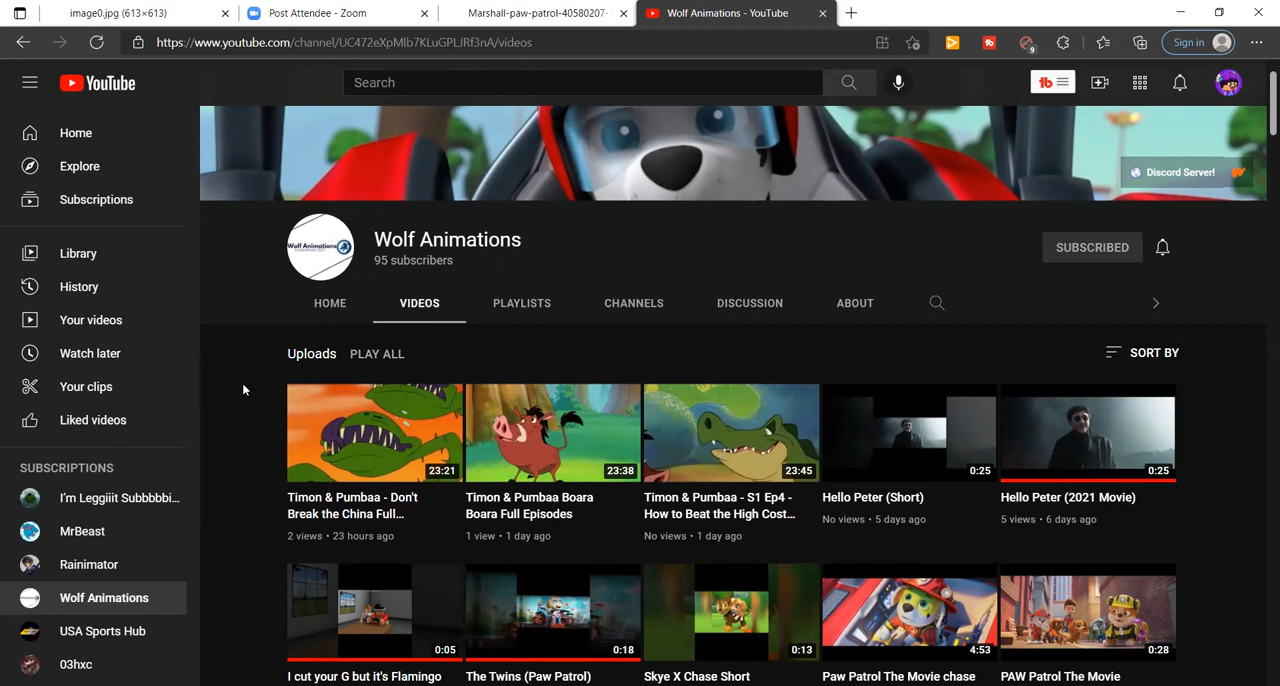 image0.jpg (613×613)
Post Attendee - Zoom
Marshall-paw-patrol-40580207-
Wolf Animations - YouTube
https://www.youtube.com/channel/UC472eXpMlb7KLuGPLJRf3nA/videos
9
Sign in
YouTube
Search
Home
Explore
Subscriptions
Library
History
Your videos
Watch later
Your clips
Liked videos
SUBSCRIPTIONS
I'm Leggiiit Subbbbbi...
MrBeast
Rainimator
Wolf Animations
USA Sports Hub
03hxc
Discord Server!
Wolf Animations
Wolf Animations
95 subscribers
SUBSCRIBED
HOME
VIDEOS
PLAYLISTS
CHANNELS
DISCUSSION
ABOUT
Uploads PLAY ALL
SORT BY
23:21
Timon & Pumbaa - Don't
Break the China Full...
2 views • 23 hours ago
23:38
Timon & Pumbaa Boara
Boara Full Episodes
1 view • 1 day ago
23:45
Timon & Pumbaa - S1 Ep4 -
How to Beat the High Cost...
No views • 1 day ago
0:25
Hello Peter (Short)
No views • 5 days ago
0:25
Hello Peter (2021 Movie)
5 views • 6 days ago
0:05
I cut your G but it's Flamingo
0:18
The Twins (Paw Patrol)
0:13
Skye X Chase Short
4:53
Paw Patrol The Movie chase
0:28
PAW Patrol The Movie